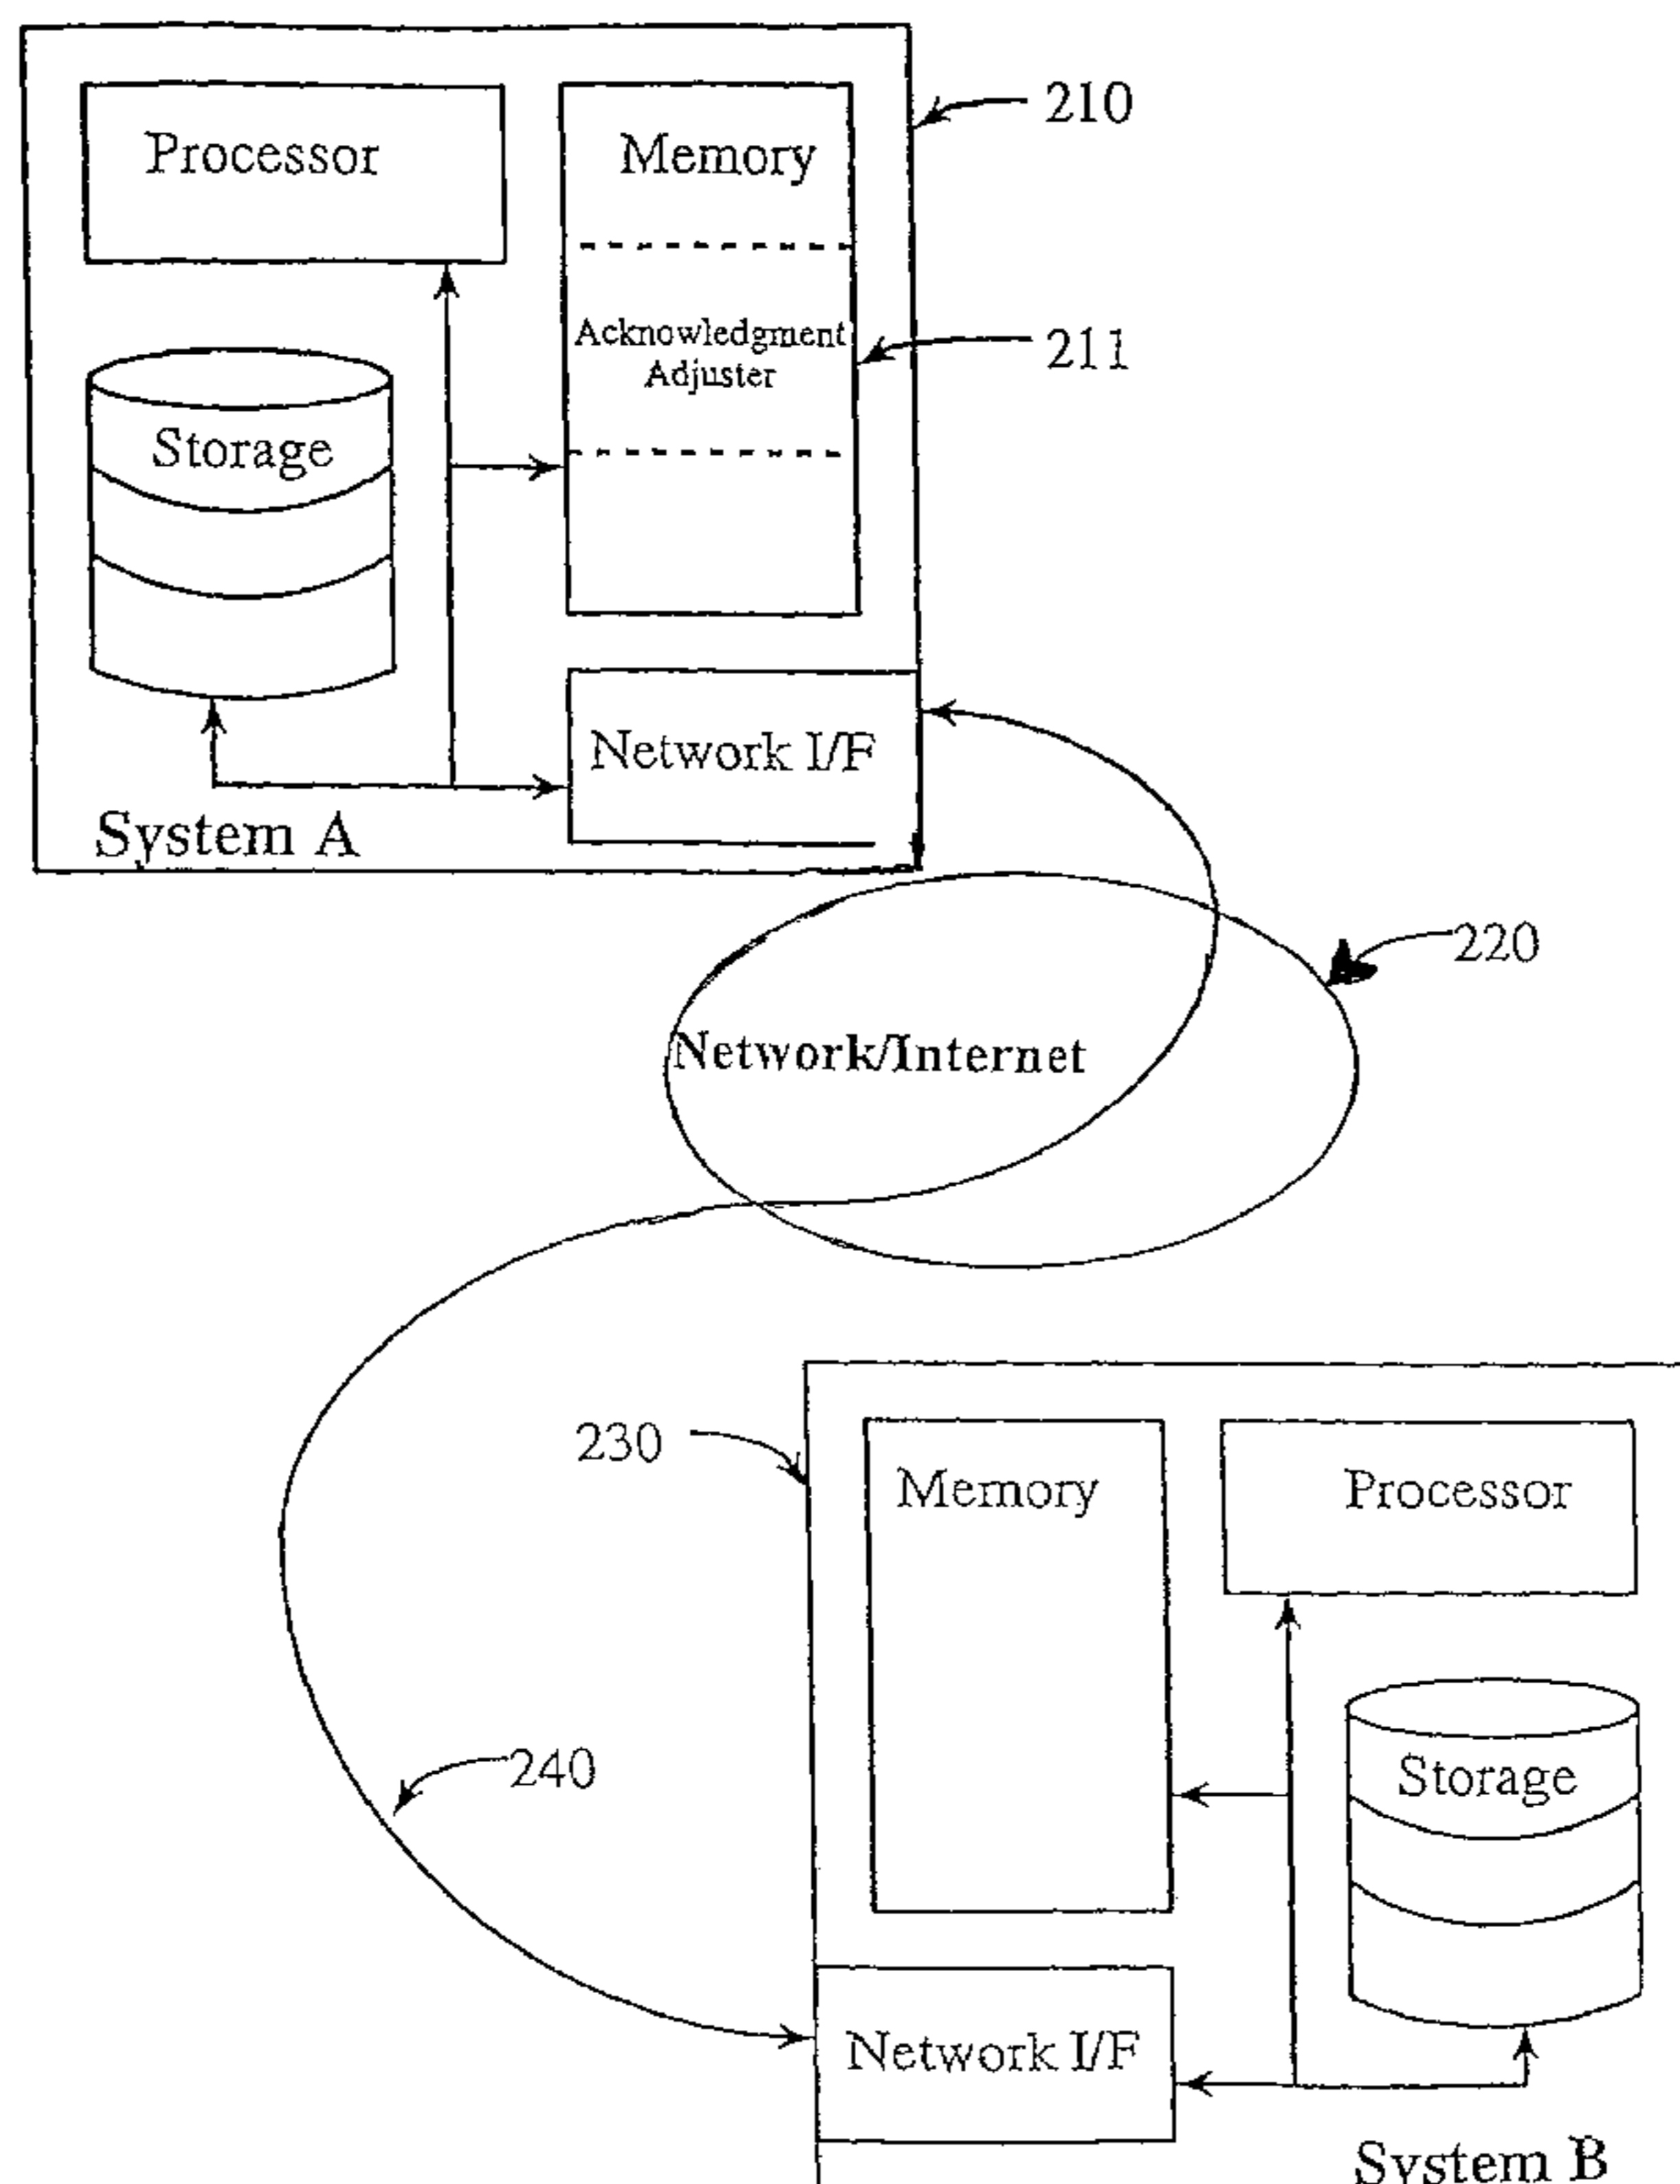 210
Processor
Memory
Acknowledgment
Adjuster
211
Storage
Network I/F
System A
220
Network/Internet
230
Memory
Processor
240
Storage
Network I/F
System B